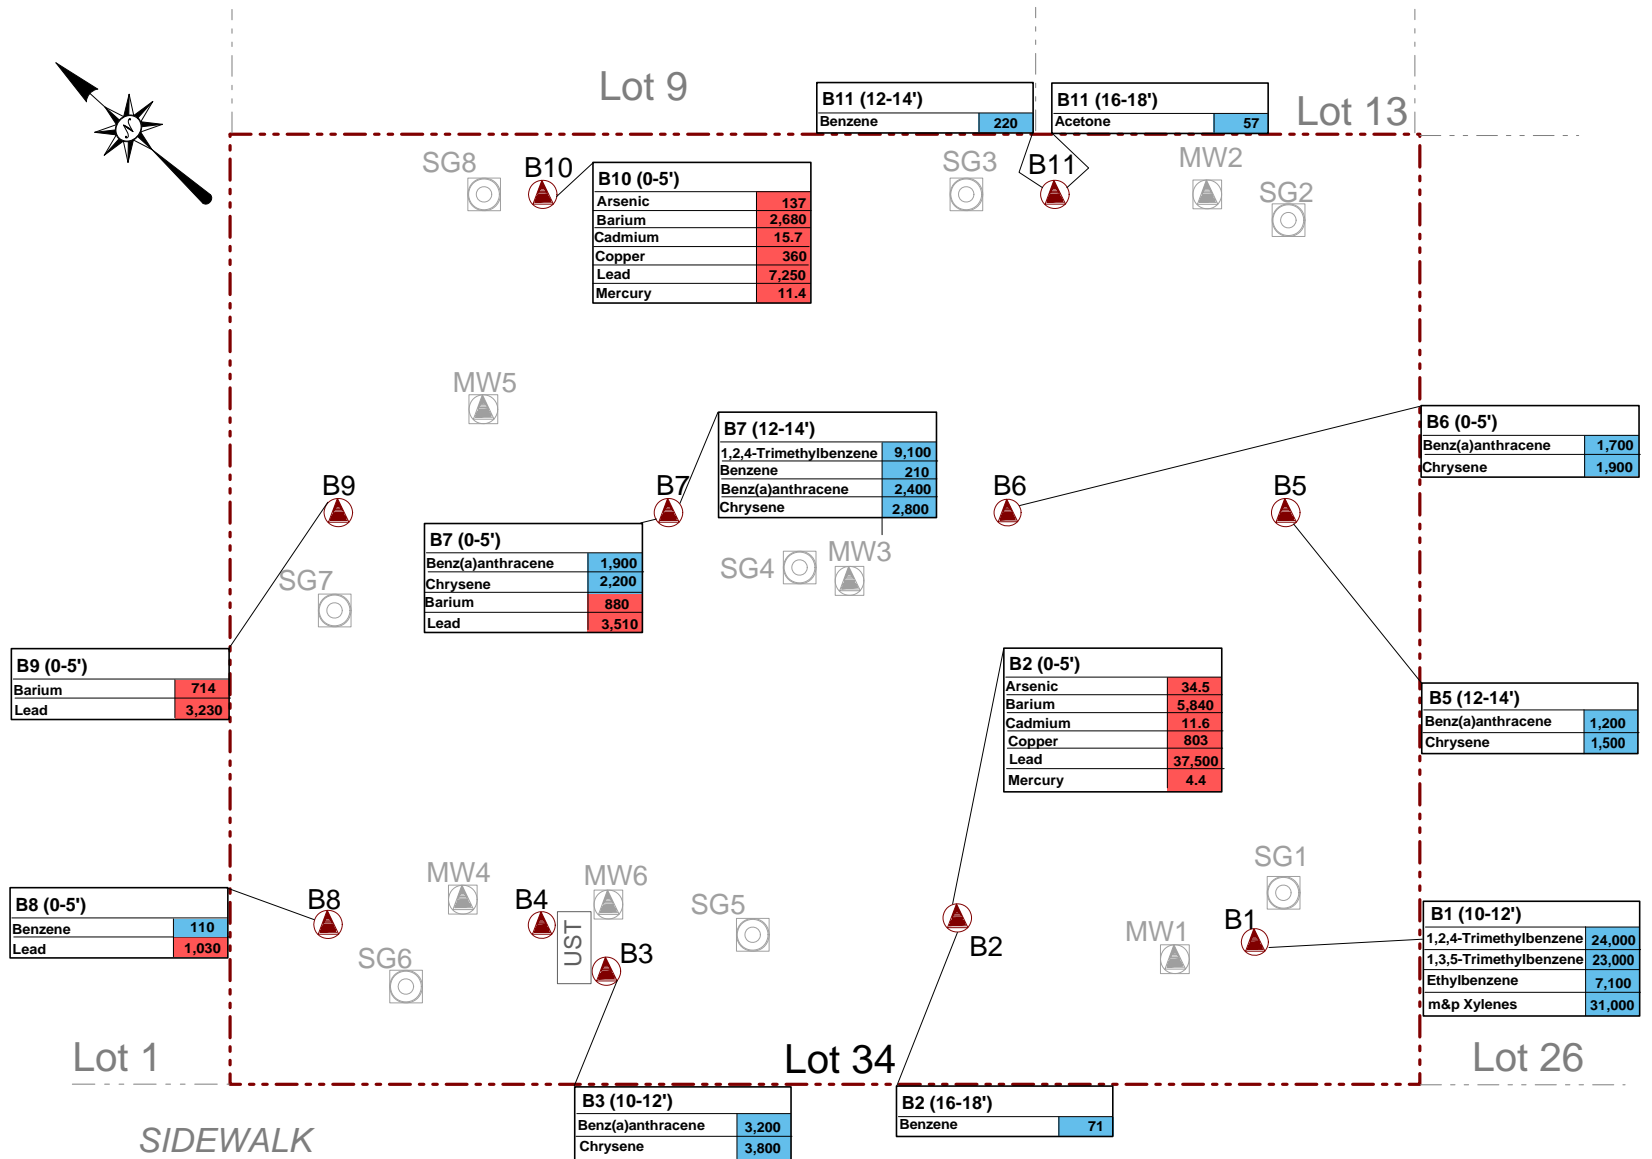 Lot 9
B11 (12-14')
Benzene 220
B11 (16-18')
Acetone 57
Lot 13
N
SG8
B10
B10 (0-5')
Arsenic 137
Barium 2,680
Cadmium 15.7
Copper 360
Lead 7,250
Mercury 11.4
SG3
B11
MW2
SG2
MW5
B7 (12-14')
1,2,4-Trimethylbenzene 9,100
Benzene 210
Benz(a)anthracene 2,400
Chrysene 2,800
B6 (0-5')
Benz(a)anthracene 1,700
Chrysene 1,900
B9
B7
B6
B5
B7 (0-5')
Benz(a)anthracene 1,900
Chrysene 2,200
Barium 880
Lead 3,510
SG4
MW3
SG7
B9 (0-5')
Barium 714
Lead 3,230
B2 (0-5')
Arsenic 34.5
Barium 5,840
Cadmium 11.6
Copper 803
Lead 37,500
Mercury 4.4
B5 (12-14')
Benz(a)anthracene 1,200
Chrysene 1,500
SG1
B8 (0-5')
Benzene 110
Lead 1,030
B8
MW4
B4
MW6
UST
B3
SG5
SG6
B2
MW1
B1
B1 (10-12')
1,2,4-Trimethylbenzene 24,000
1,3,5-Trimethylbenzene 23,000
Ethylbenzene 7,100
m&p Xylenes 31,000
Lot 1
Lot 34
Lot 26
B3 (10-12')
Benz(a)anthracene 3,200
Chrysene 3,800
B2 (16-18')
Benzene 71
SIDEWALK